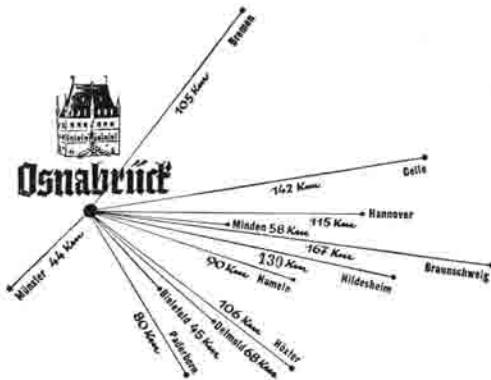 Bremen
105 Km
Osnabrück
142 Km
Celle
115 Km
Hannover
Minden 58 Km
167 Km
Braunschweig
130 Km
Hildesheim
90 Km
Hameln
Münster 44 Km
106 Km
Höxter
Bielefeld 45 Km
Detmold 68 Km
80 Km
Paderborn